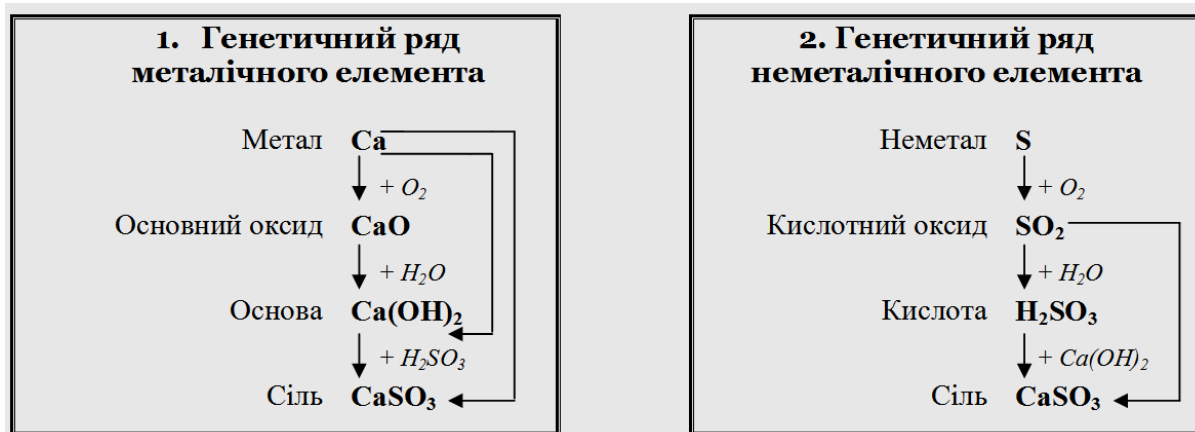 1. Генетичний ряд
металічного елемента
Метал Ca
+ O₂
Основний оксид CaO
+ H₂O
Основа Ca(OH)₂
+ H₂SO₃
Сіль CaSO₃
2. Генетичний ряд
неметалічного елемента
Неметал S
+ O₂
Кислотний оксид SO₂
+ H₂O
Кислота H₂SO₃
+ Ca(OH)₂
Сіль CaSO₃